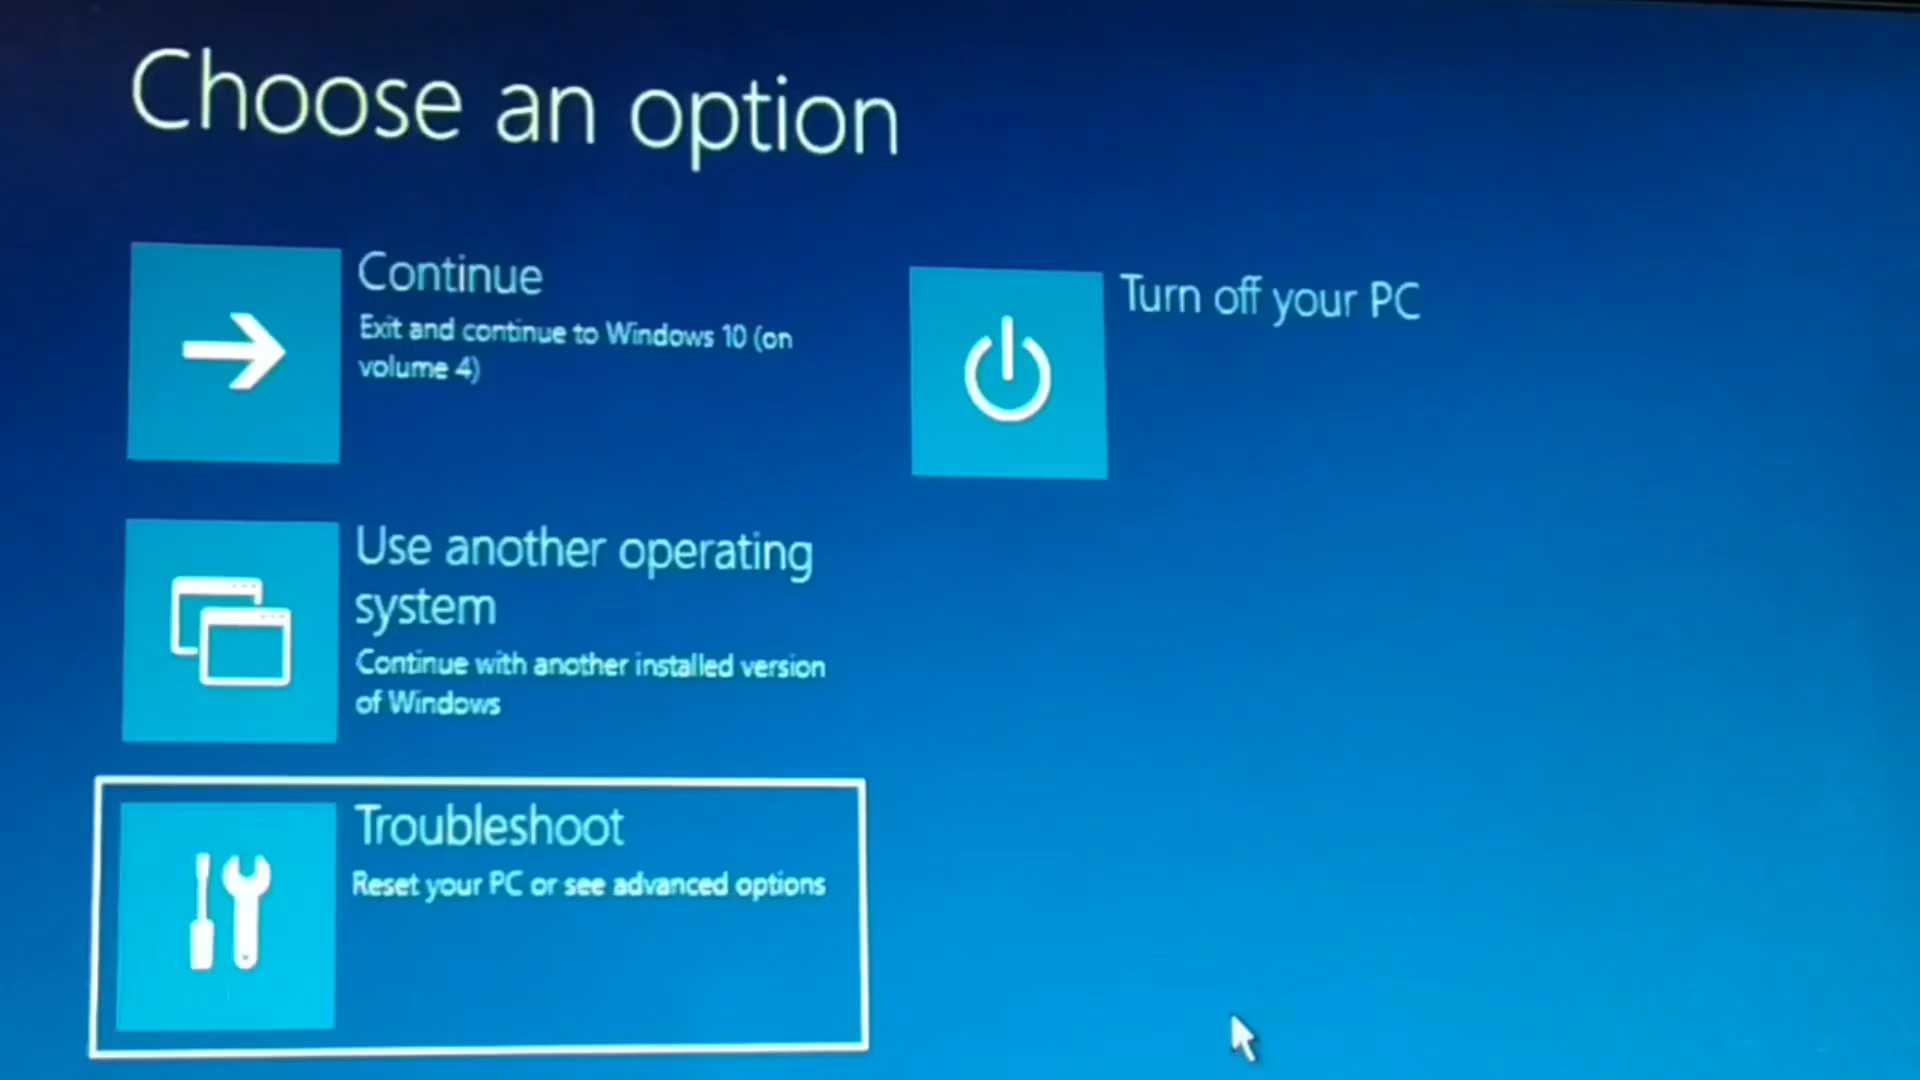 Choose an option
Continue
Exit and continue to Windows 10 (on
volume 4)
Turn off your PC
Use another operating
system
Continue with another installed version
of Windows
Troubleshoot
Reset your PC or see advanced options